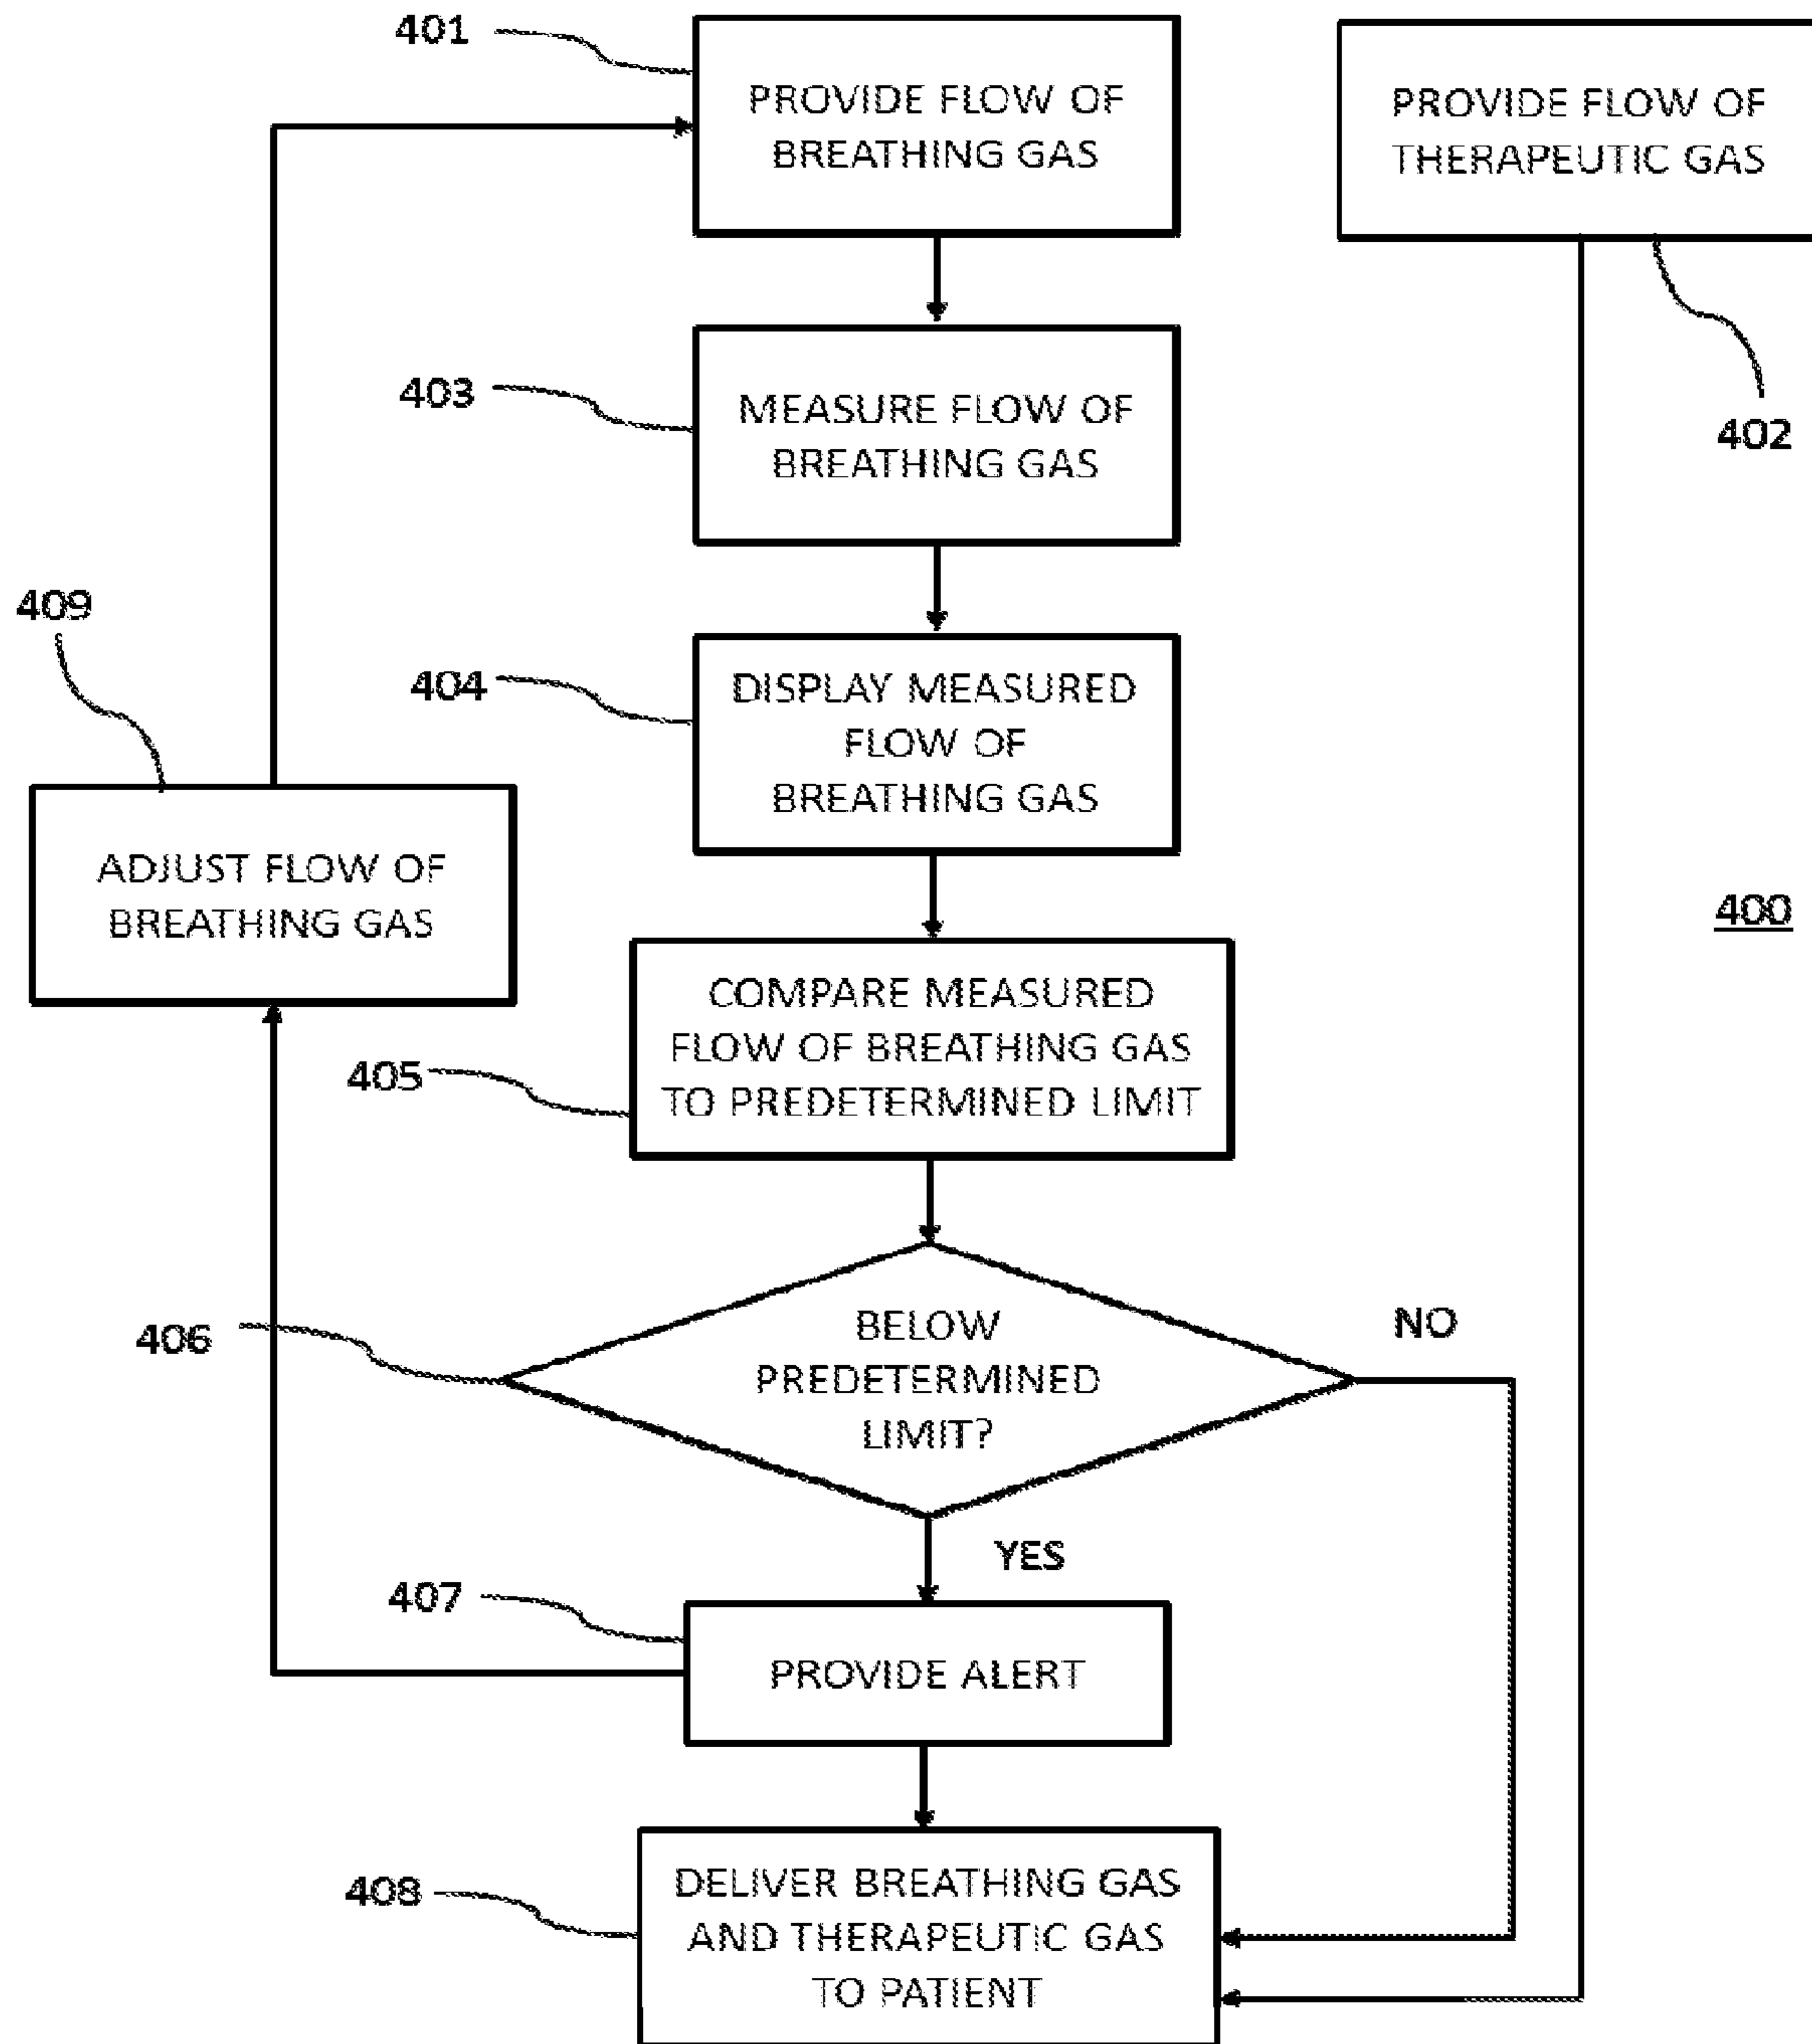 401
PROVIDE FLOW OF
BREATHING GAS
PROVIDE FLOW OF
THERAPEUTIC GAS
402
403
MEASURE FLOW OF
BREATHING GAS
404
DISPLAY MEASURED
FLOW OF
BREATHING GAS
409
ADJUST FLOW OF
BREATHING GAS
400
405
COMPARE MEASURED
FLOW OF BREATHING GAS
TO PREDETERMINED LIMIT
406
BELOW
PREDETERMINED
LIMIT?
NO
YES
407
PROVIDE ALERT
408
DELIVER BREATHING GAS
AND THERAPEUTIC GAS
TO PATIENT